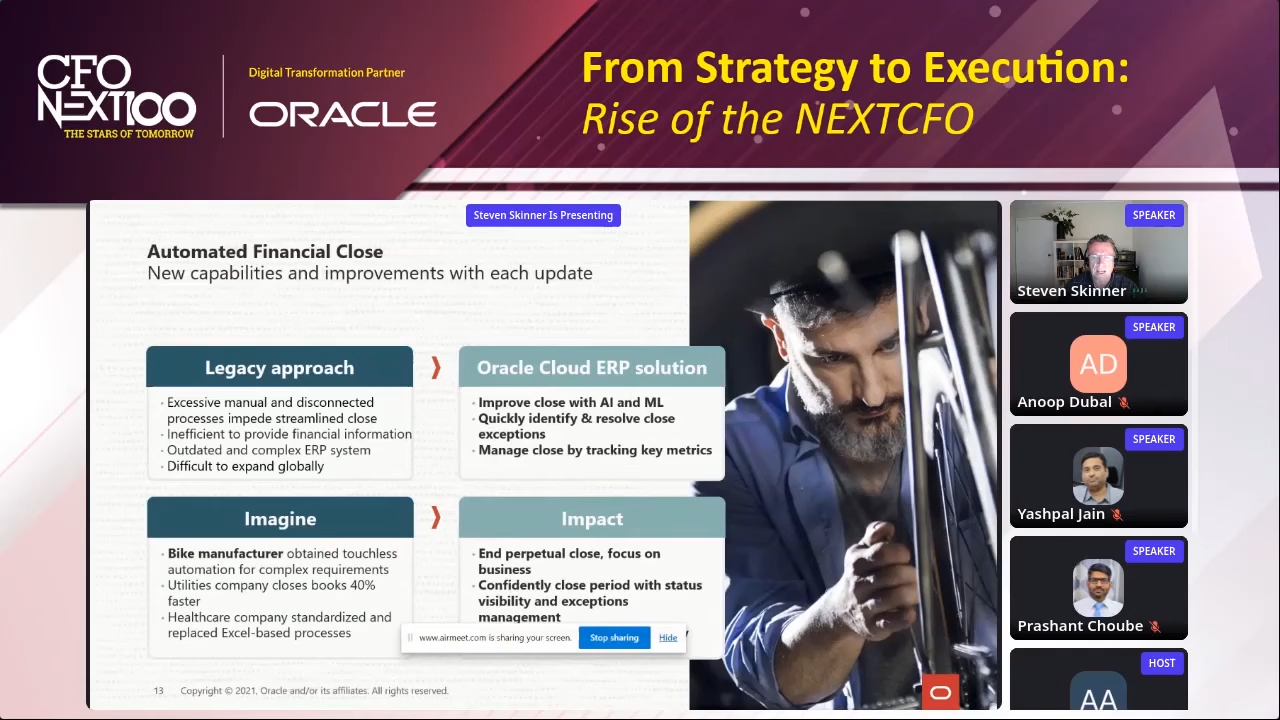 CFO
NEXT100
THE STARS OF TOMORROW
Digital Transformation Partner
ORACLE
From Strategy to Execution:
Rise of the NEXTCFO
Steven Skinner Is Presenting
Automated Financial Close
New capabilities and improvements with each update
Legacy approach
Excessive manual and disconnected
processes impede streamlined close
Inefficient to provide financial information
Outdated and complex ERP system
Difficult to expand globally
Oracle Cloud ERP solution
Improve close with AI and ML
Quickly identify & resolve close
exceptions
Manage close by tracking key metrics
Imagine
Bike manufacturer obtained touchless
automation for complex requirements
Utilities company closes books 40%
faster
Healthcare company standardized and
replaced Excel-based processes
Impact
End perpetual close, focus on
business
Confidently close period with status
visibility and exceptions
management
www.airmeet.com is sharing your screen.
Stop sharing
Hide
13 Copyright © 2021, Oracle and/or its affiliates. All rights reserved.
SPEAKER
Steven Skinner
SPEAKER
AD
Anoop Dubal
SPEAKER
Yashpal Jain
SPEAKER
Prashant Choube
HOST
AA